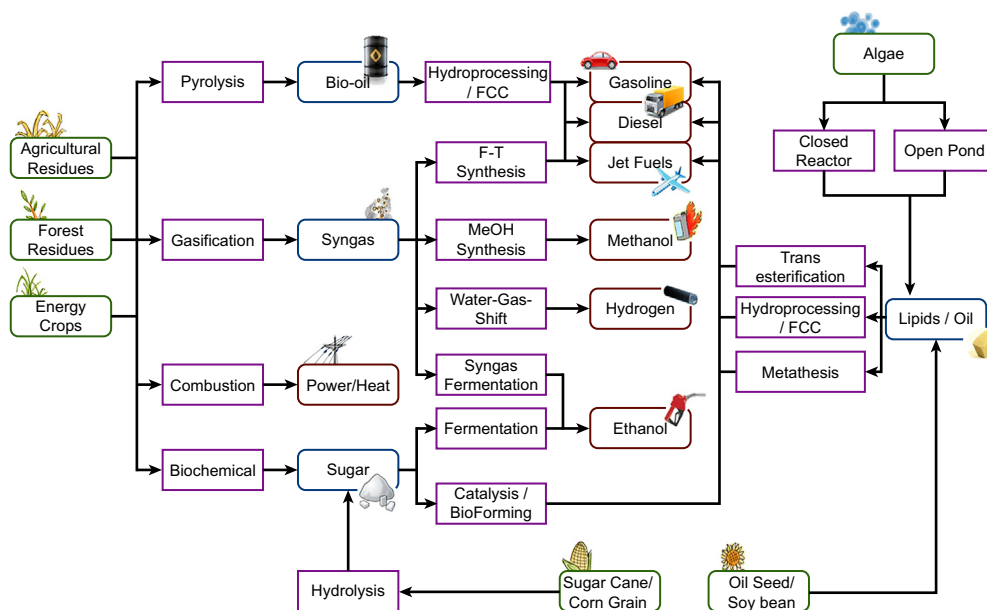 Algae
Pyrolysis
Bio-oil
Hydroprocessing
/ FCC
Gasoline
Diesel
Agricultural
Residues
F-T
Synthesis
Jet Fuels
Closed
Reactor
Open Pond
Forest
Residues
Gasification
Syngas
MeOH
Synthesis
Methanol
Trans
esterification
Energy
Crops
Water-Gas-
Shift
Hydrogen
Hydroprocessing
/ FCC
Lipids / Oil
Combustion
Power/Heat
Syngas
Fermentation
Metathesis
Fermentation
Ethanol
Biochemical
Sugar
Catalysis /
BioForming
Hydrolysis
Sugar Cane/
Corn Grain
Oil Seed/
Soy bean